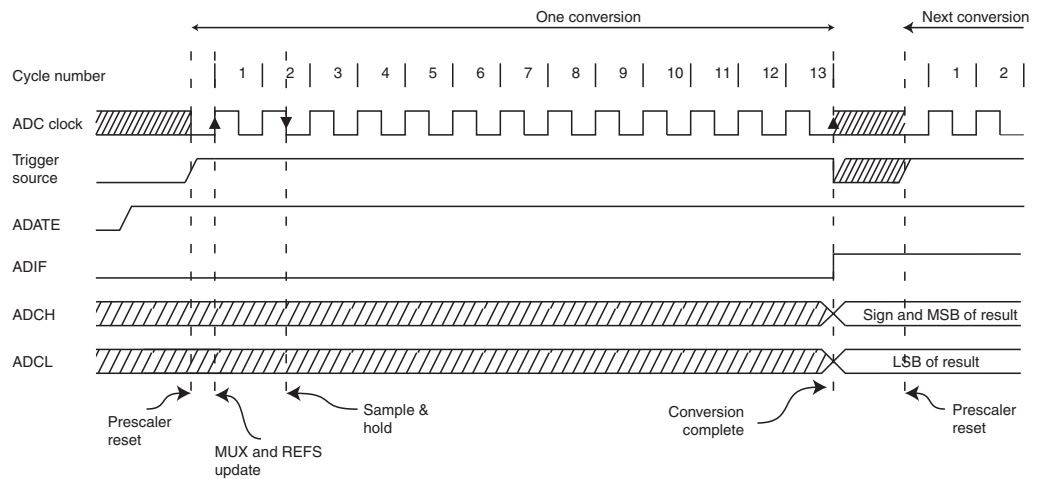 One conversion
Next conversion
Cycle number
1 2 3 4 5 6 7 8 9 10 11 12 13 1 2
ADC clock
Trigger
source
ADATE
ADIF
ADCH
Sign and MSB of result
ADCL
LSB of result
Prescaler
reset
MUX and REFS
update
Sample &
hold
Conversion
complete
Prescaler
reset